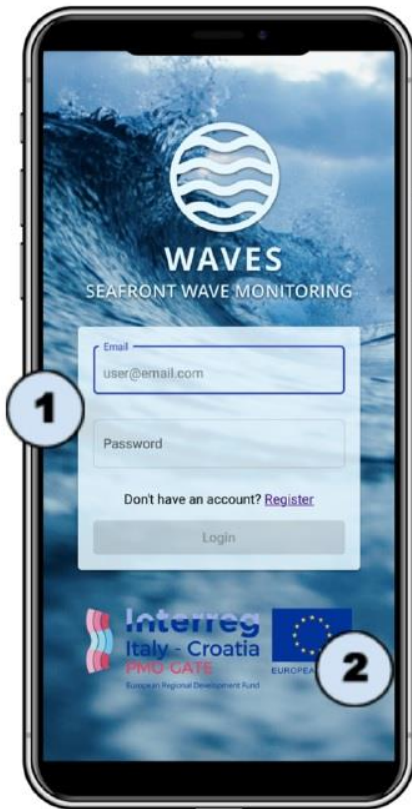 WAVES
SEAFRONT WAVE MONITORING
Email
user@email.com
1
Password
Don't have an account? Register
Login
Interreg
Italy - Croatia
PMO GATE
European Regional Development Fund
2